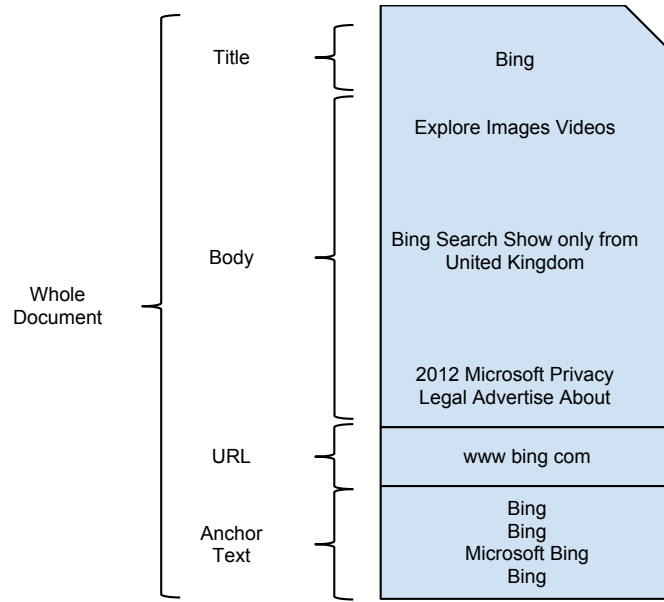 Whole
Document
Title
Body
URL
Anchor
Text
Bing
Explore Images Videos
Bing Search Show only from
United Kingdom
2012 Microsoft Privacy
Legal Advertise About
www bing com
Bing
Bing
Microsoft Bing
Bing